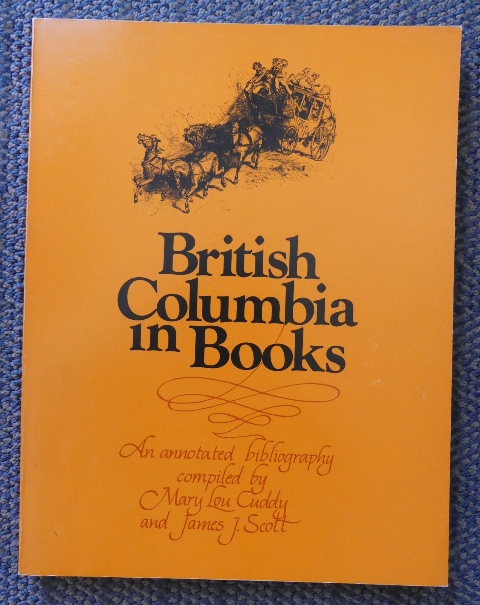 British
Columbia
in Books
An annotated bibliography
compiled by
Mary Lou Cuddy
and James J. Scott